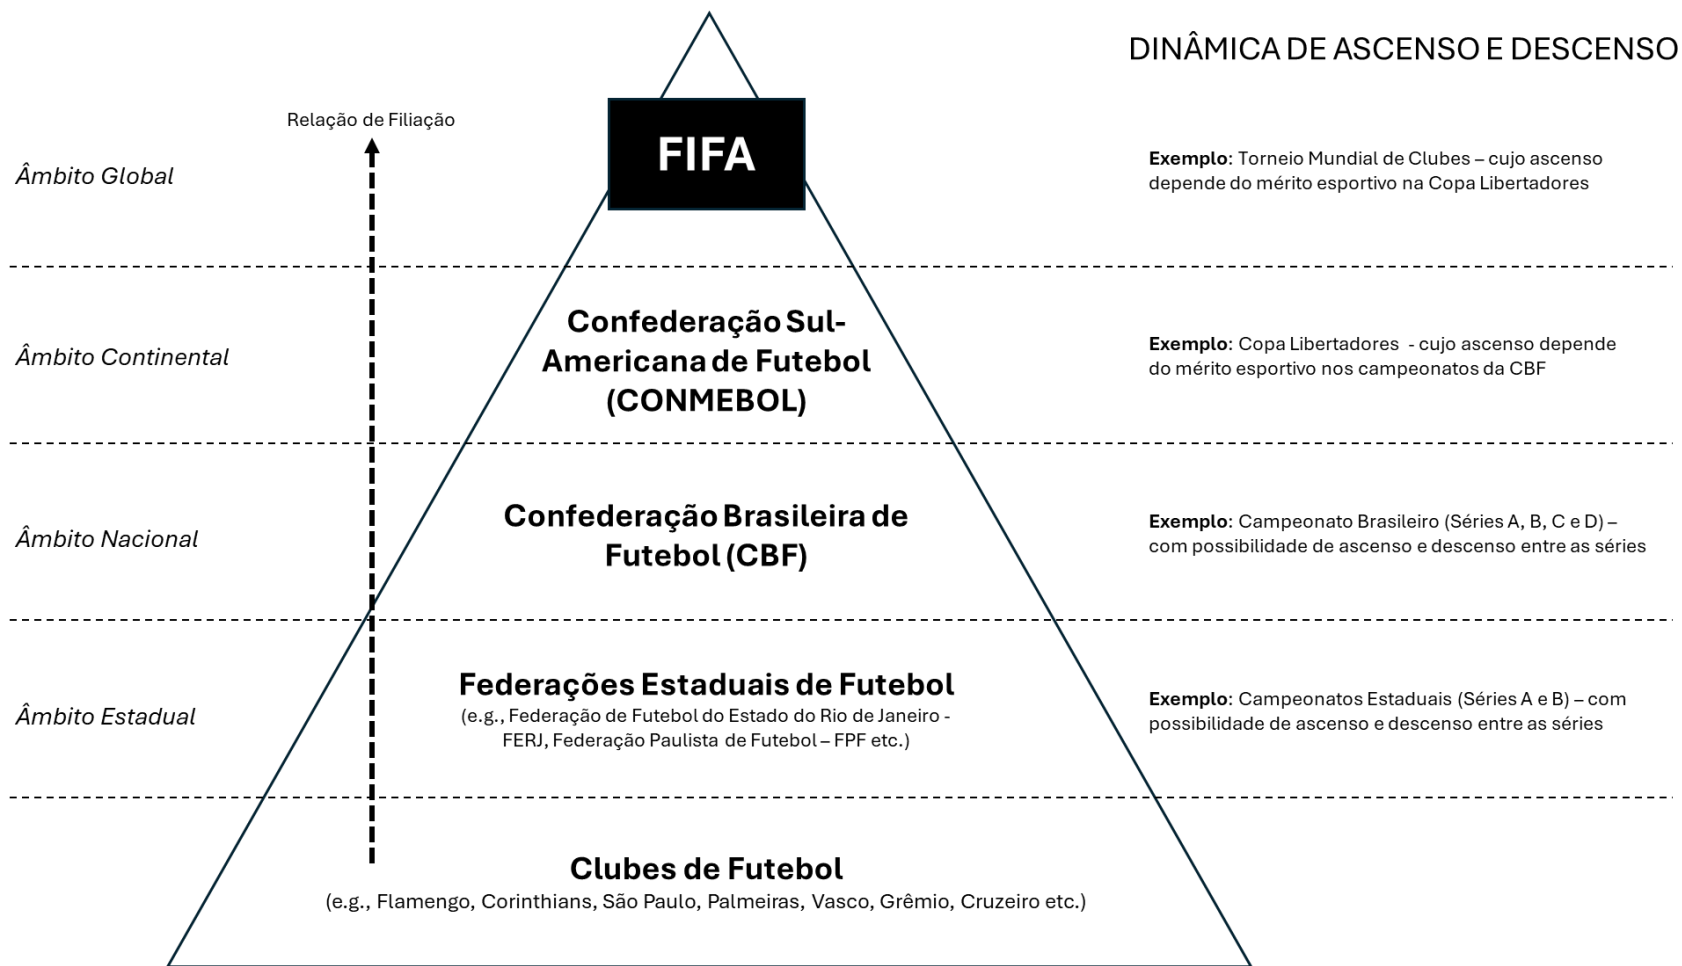 DINÂMICA DE ASCENSO E DESCENSO
Relação de Filiação
Âmbito Global
FIFA
Exemplo: Torneio Mundial de Clubes – cujo ascenso
depende do mérito esportivo na Copa Libertadores
Âmbito Continental
Confederação Sul-
Americana de Futebol
(CONMEBOL)
Exemplo: Copa Libertadores - cujo ascenso depende
do mérito esportivo nos campeonatos da CBF
Âmbito Nacional
Confederação Brasileira de
Futebol (CBF)
Exemplo: Campeonato Brasileiro (Séries A, B, C e D) –
com possibilidade de ascenso e descenso entre as séries
Âmbito Estadual
Federações Estaduais de Futebol
(e.g., Federação de Futebol do Estado do Rio de Janeiro -
FERJ, Federação Paulista de Futebol – FPF etc.)
Exemplo: Campeonatos Estaduais (Séries A e B) – com
possibilidade de ascenso e descenso entre as séries
Clubes de Futebol
(e.g., Flamengo, Corinthians, São Paulo, Palmeiras, Vasco, Grêmio, Cruzeiro etc.)